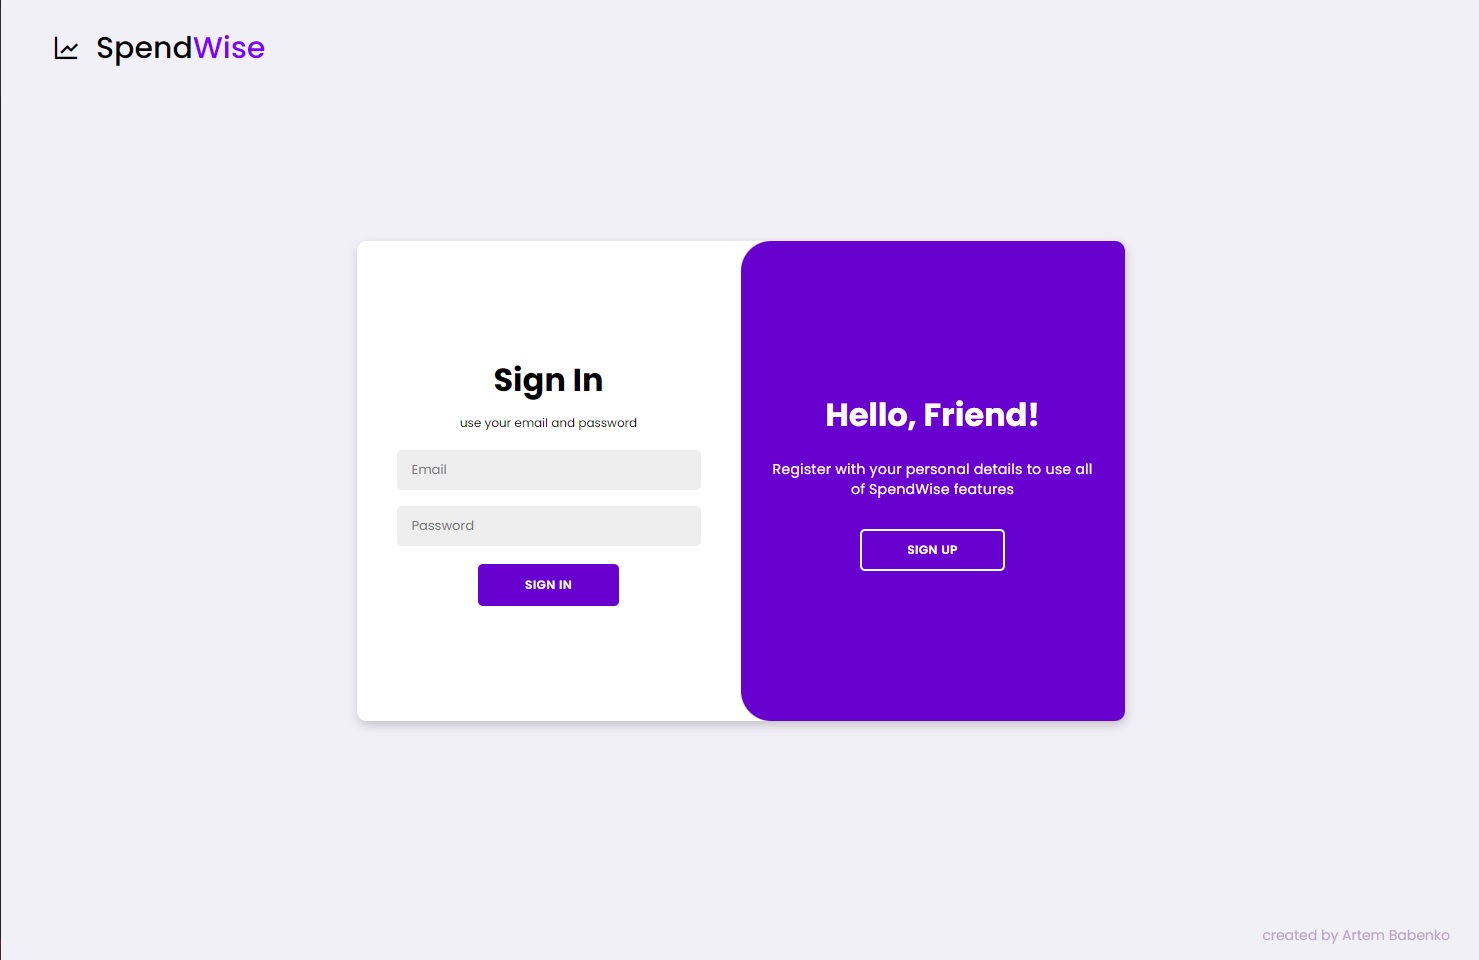 SpendWise
Sign In
use your email and password
Email
Password
SIGN IN
Hello, Friend!
Register with your personal details to use all
of SpendWise features
SIGN UP
created by Artem Babenko